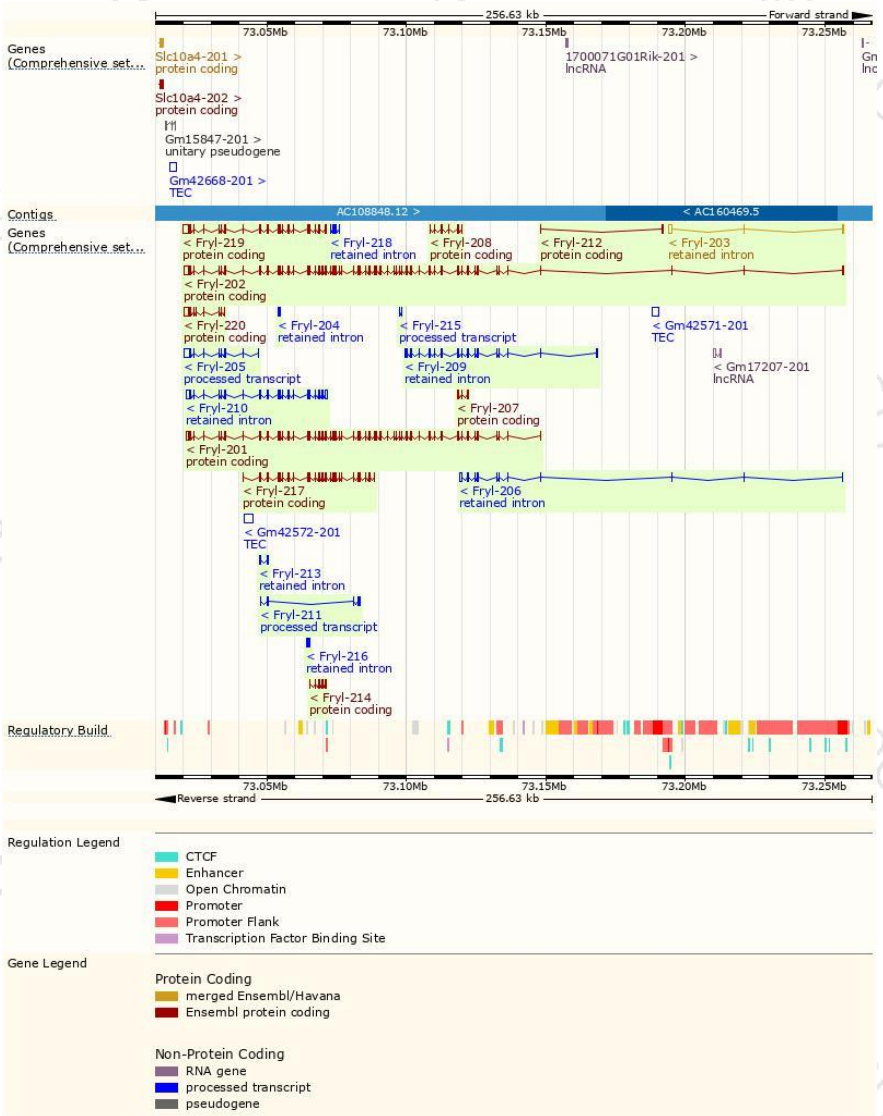 256.63 kb Forward strand
73.05Mb 73.10Mb 73.15Mb 73.20Mb 73.25Mb
Genes
(Comprehensive set...
Slc10a4-201 >
protein coding
1700071G01Rik-201 >
lncRNA
Gm
lnc
Slc10a4-202 >
protein coding
Gm15847-201 >
unitary pseudogene
Gm42668-201 >
TEC
Contigs
AC108848.12 > < AC160469.5
Genes
(Comprehensive set...
< Fryl-219 < Fryl-218 < Fryl-208 < Fryl-212 < Fryl-203
protein coding retained intron protein coding protein coding retained intron
< Fryl-202
protein coding
< Fryl-220 < Fryl-204 < Fryl-215 < Gm42571-201
protein coding retained intron processed transcript TEC
< Fryl-205 < Fryl-209 < Gm17207-201
processed transcript retained intron lncRNA
< Fryl-210 < Fryl-207
retained intron protein coding
< Fryl-201
protein coding
< Fryl-217 < Fryl-206
protein coding retained intron
< Gm42572-201
TEC
< Fryl-213
retained intron
< Fryl-211
processed transcript
< Fryl-216
retained intron
< Fryl-214
protein coding
Regulatory Build
73.05Mb 73.10Mb 73.15Mb 73.20Mb 73.25Mb
Reverse strand 256.63 kb
Regulation Legend
CTCF
Enhancer
Open Chromatin
Promoter
Promoter Flank
Transcription Factor Binding Site
Gene Legend
Protein Coding
merged Ensembl/Havana
Ensembl protein coding
Non-Protein Coding
RNA gene
processed transcript
pseudogene